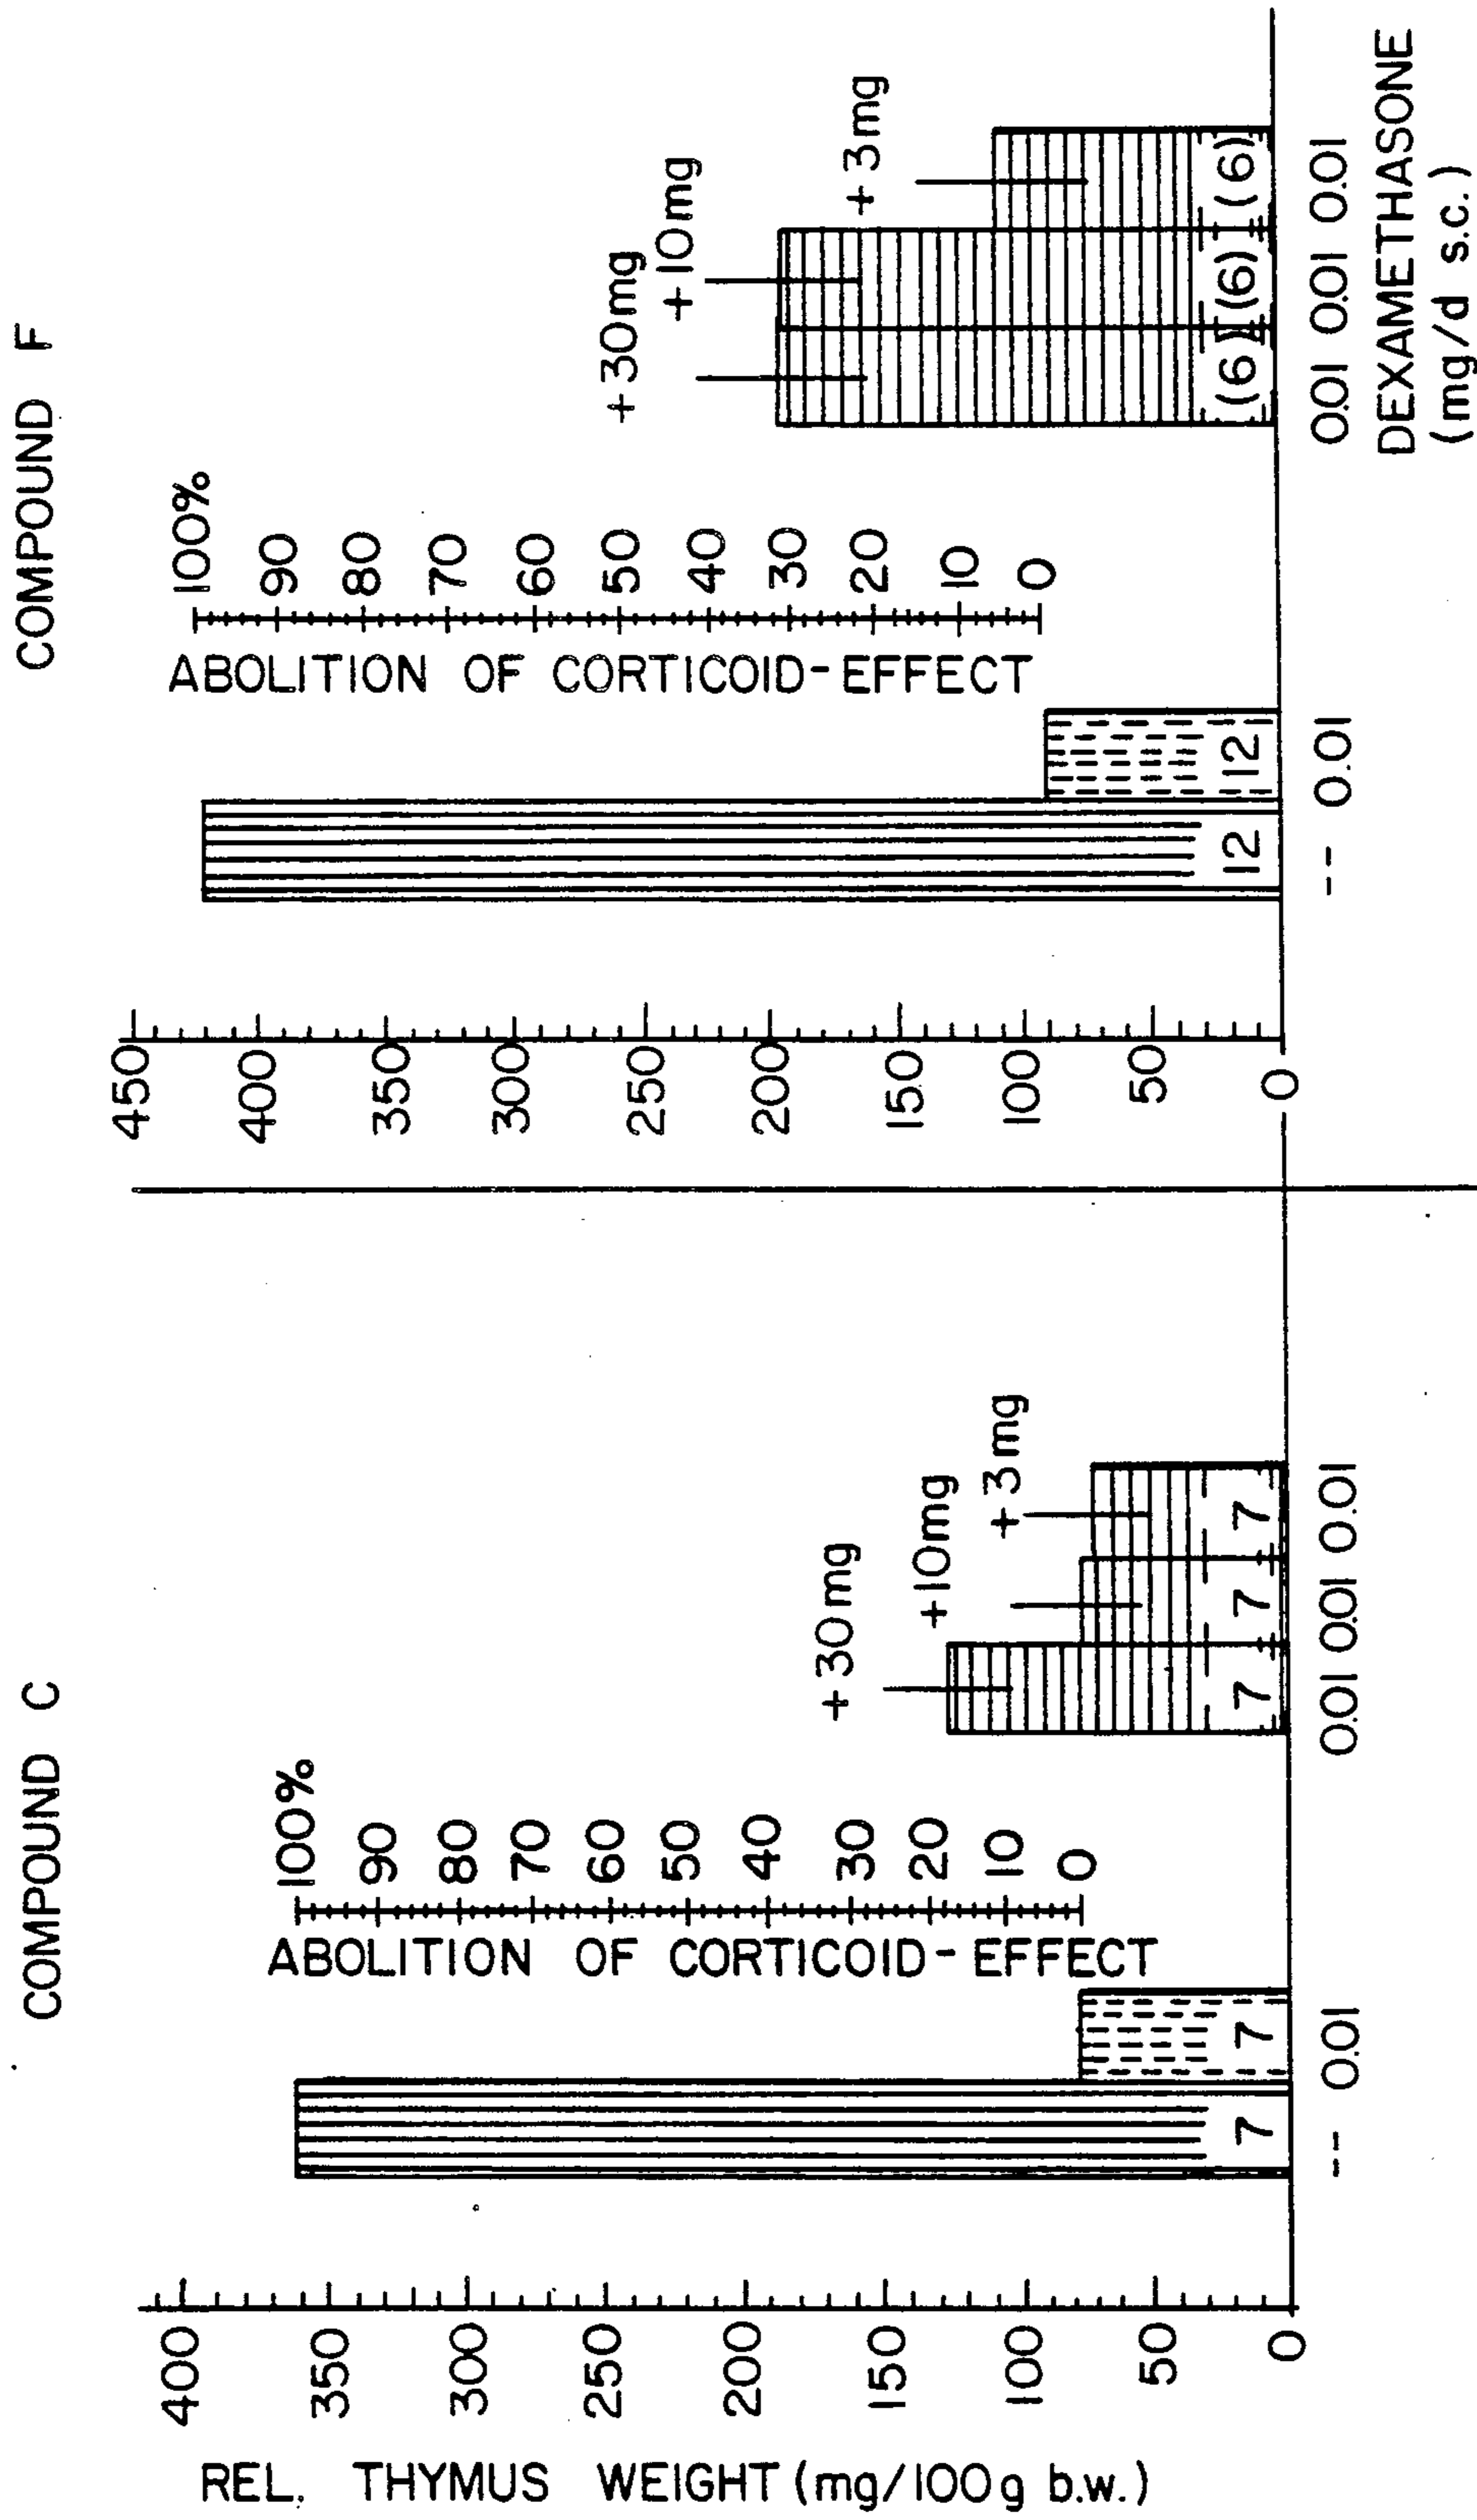 COMPOUND C
REL. THYMUS WEIGHT (mg/100g b.w.)
400
350
300
250
200
150
100
50
0
7
7
-- 0.01
ABOLITION OF CORTICOID-EFFECT
100%
90
80
70
60
50
40
30
20
10
0
+30mg
+10mg
+3mg
7 7 7
0.01 0.01 0.01
COMPOUND F
450
400
350
300
250
200
150
100
50
0
12 12
-- 0.01
ABOLITION OF CORTICOID-EFFECT
100%
90
80
70
60
50
40
30
20
10
0
+30mg
+10mg
+3mg
(6) (6) (6)
0.01 0.01 0.01
DEXAMETHASONE
(mg/d s.c.)